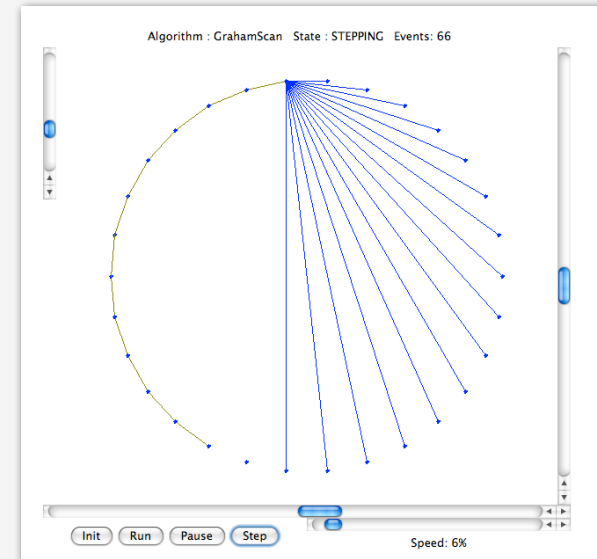 Algorithm : GrahamScan   State : STEPPING   Events: 66
Init
Run
Pause
Step
Speed: 6%